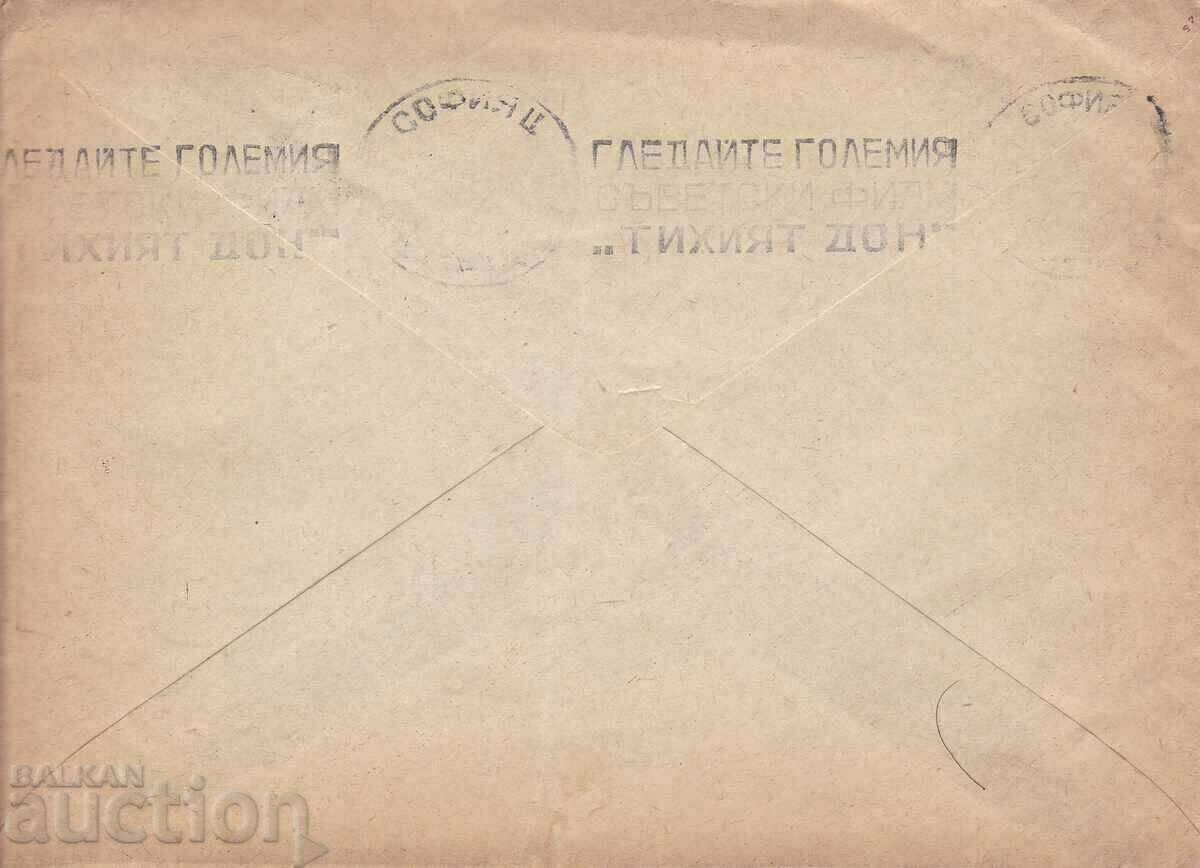 ЛЕДАЙТЕ ГОЛЕМИЯ
ТИХИЯТ ДОН"
СОФИЯ Ц
ГЛЕДАЙТЕ ГОЛЕМИЯ
СЪВЕТСКИ ФИЛМ
„ТИХИЯТ ДОН"
СОФИЯ
BALKAN
auction